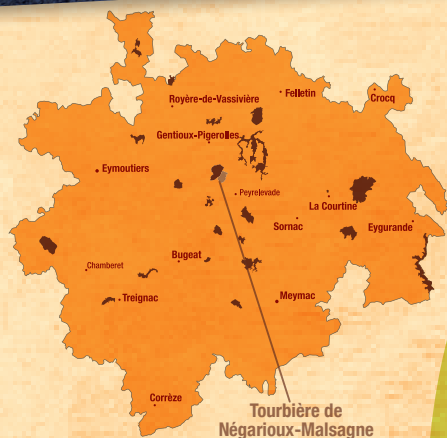 Royère-de-Vassivière
Felletin
Crocq
Gentioux-Pigerolles
Eymoutiers
Peyrelevade
La Courtine
Sornac
Eygurande
Chamberet
Bugeat
Treignac
Meymac
Corrèze
Tourbière de
Négarioux-Malsagne